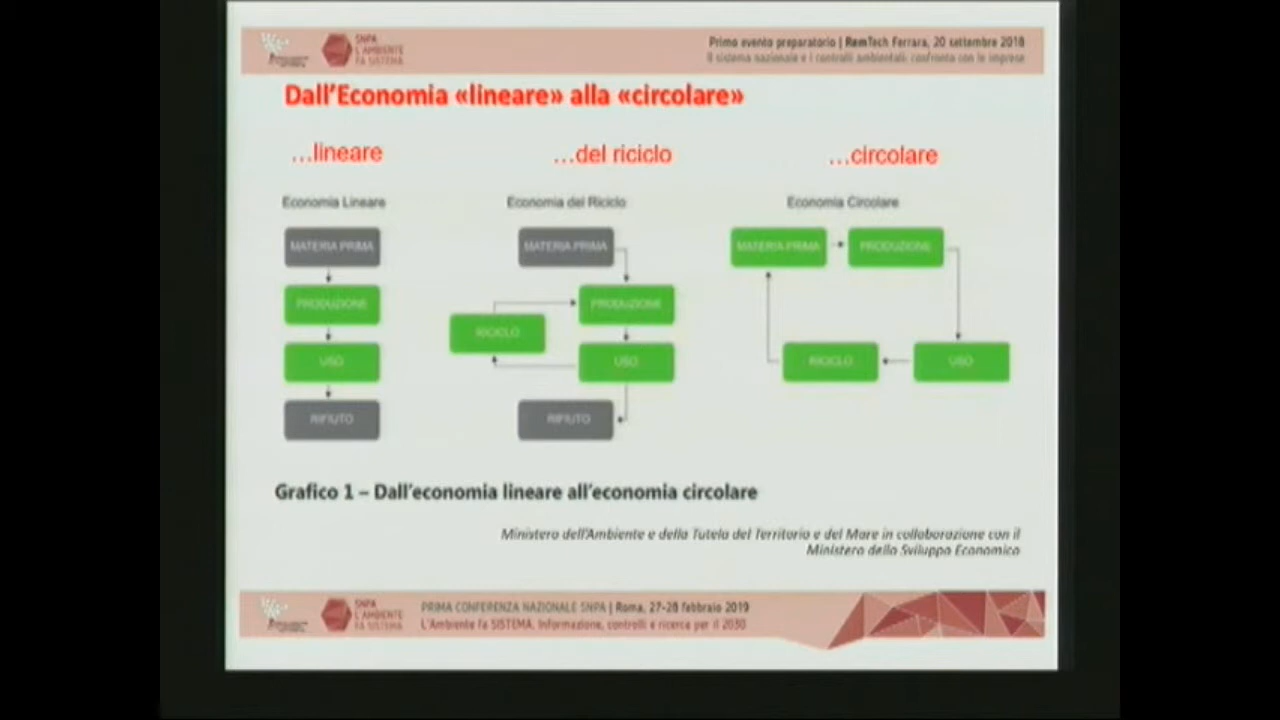 SNPA
L'AMBIENTE
FA SISTEMA
Primo evento preparatorio | RemTech Ferrara, 20 settembre 2018
Il sistema nazionale e i controlli ambientali: confronto con le imprese
Dall'Economia «lineare» alla «circolare»
...lineare
...del riciclo
...circolare
Economia Lineare
Economia del Riciclo
Economia Circolare
MATERIA PRIMA
PRODUZIONE
USO
RIFIUTO
MATERIA PRIMA
PRODUZIONE
RICICLO
USO
RIFIUTO
MATERIA PRIMA
PRODUZIONE
RICICLO
USO
Grafico 1 – Dall'economia lineare all'economia circolare
Ministero dell'Ambiente e della Tutela del Territorio e del Mare in collaborazione con il
Ministero dello Sviluppo Economico
SNPA
L'AMBIENTE
FA SISTEMA
PRIMA CONFERENZA NAZIONALE SNPA | Roma, 27-28 febbraio 2019
L'Ambiente fa SISTEMA. Informazione, controlli e ricerca per il 2030